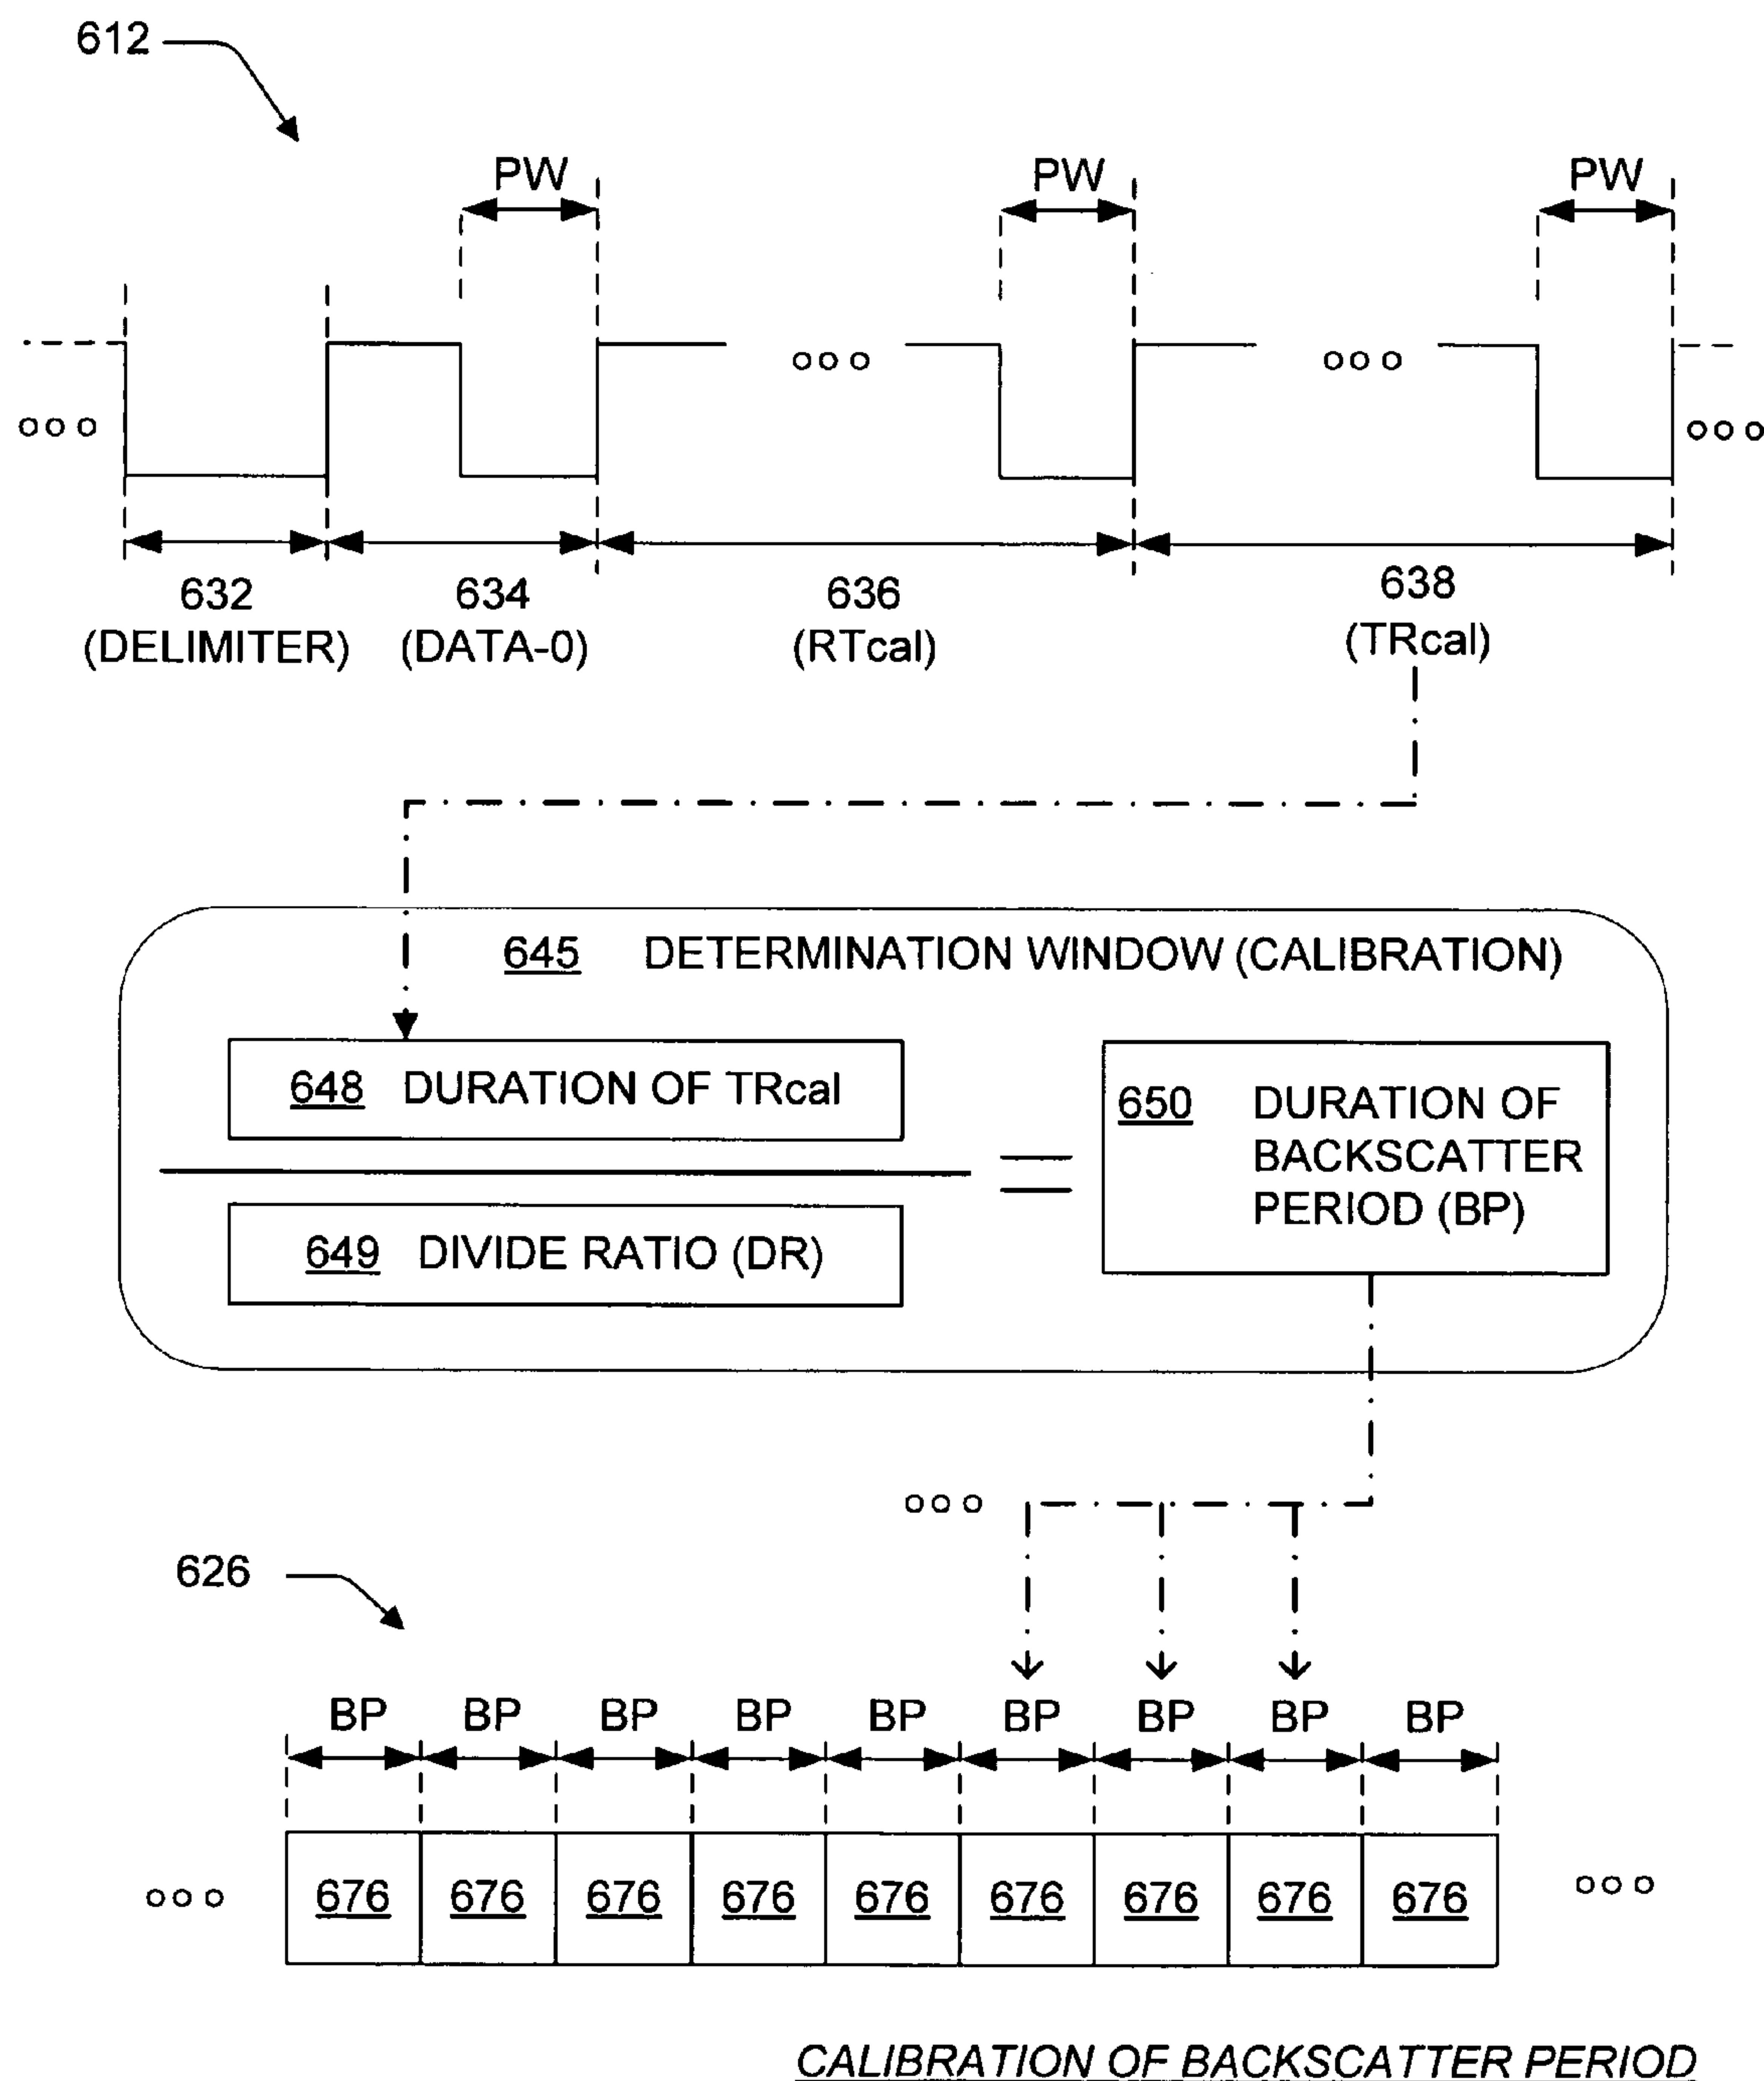 612
PW PW PW
632 634 636 638
(DELIMITER) (DATA-0) (RTcal) (TRcal)
645 DETERMINATION WINDOW (CALIBRATION)
648 DURATION OF TRcal
649 DIVIDE RATIO (DR)
=
650 DURATION OF
BACKSCATTER
PERIOD (BP)
626
BP BP BP BP BP BP BP BP BP
676 676 676 676 676 676 676 676 676
CALIBRATION OF BACKSCATTER PERIOD